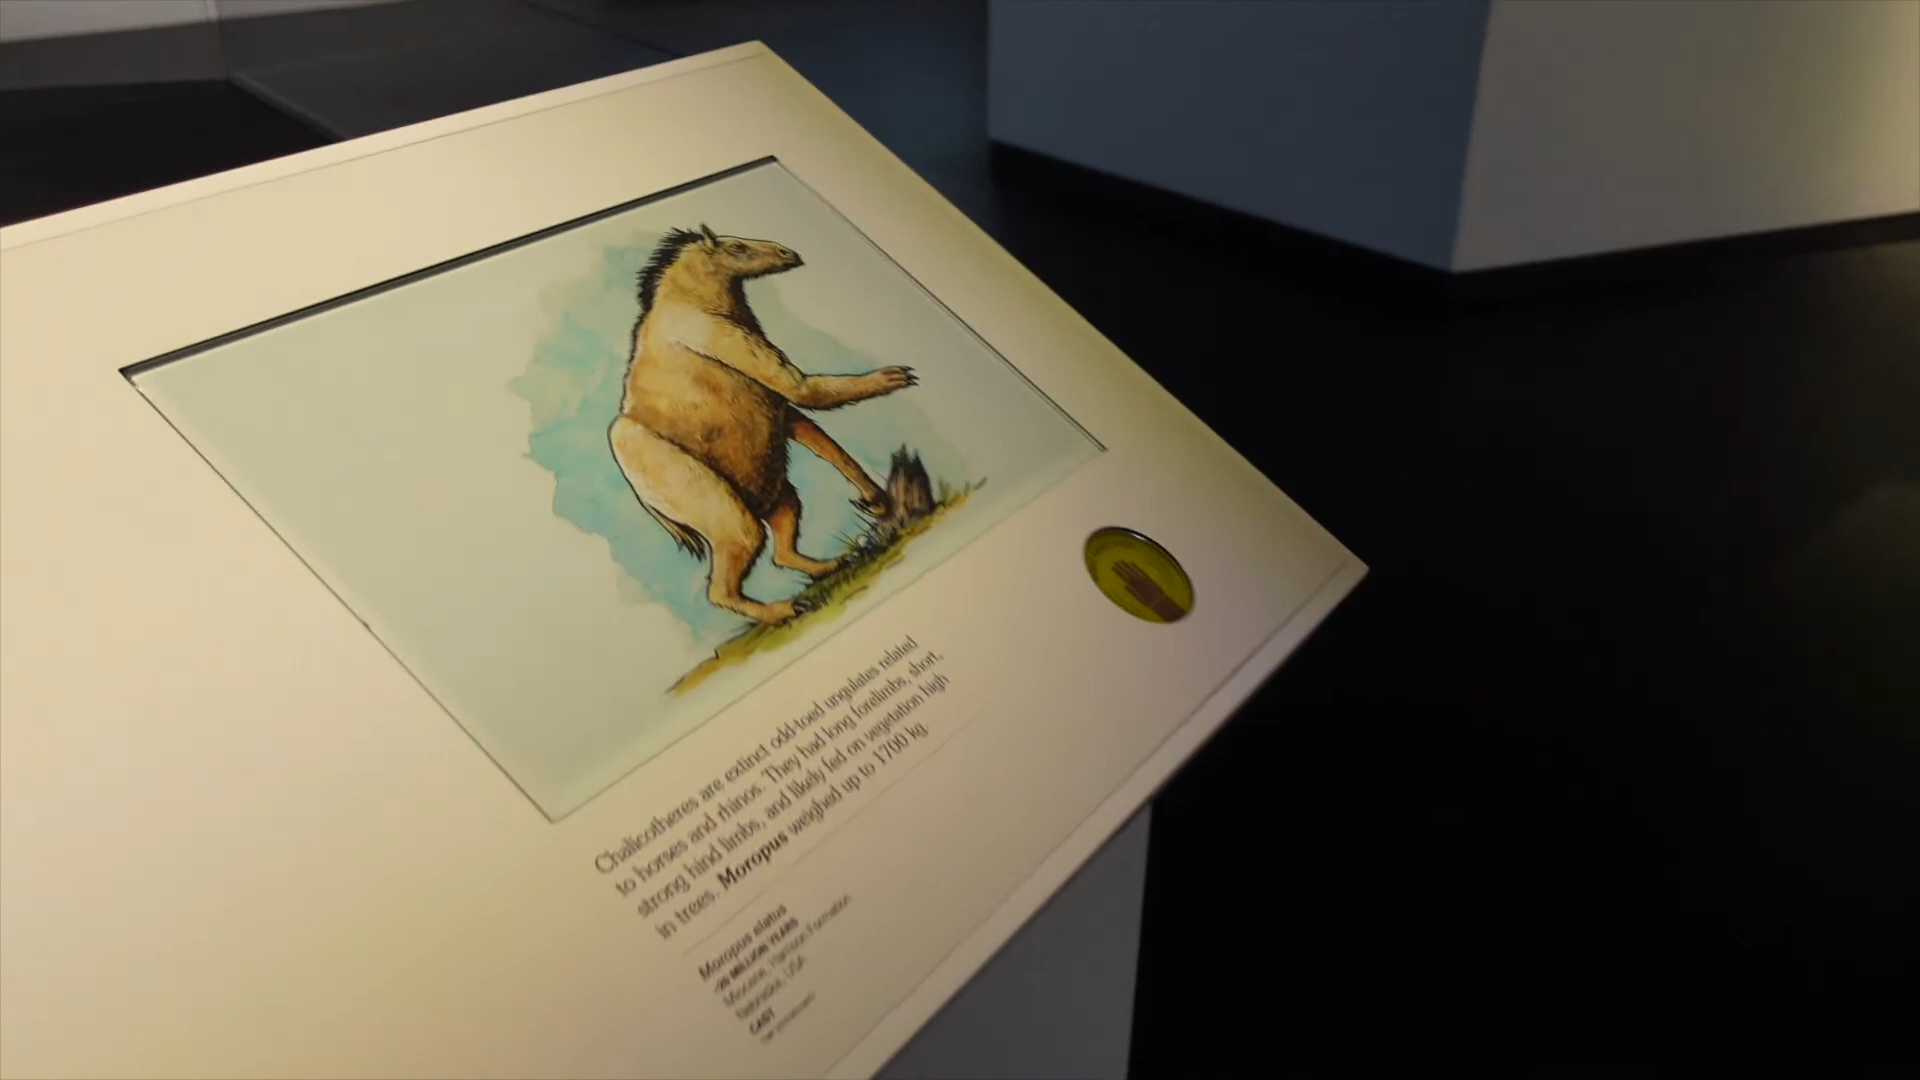 Chalicotheres are extinct odd-toed ungulates related
to horses and rhinos. They had long forelimbs, short,
strong hind limbs, and likely fed on vegetation high
in trees. Moropus weighed up to 1700 kg.
Moropus elatus
Miocene, Harrison Formation
Nebraska, USA
CAST